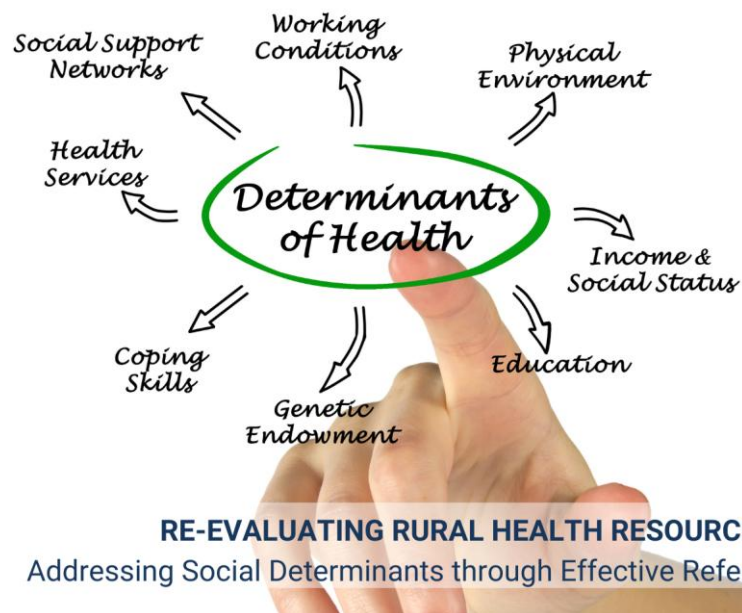 Working
Conditions
Social Support
Networks
Physical
Environment
Health
Services
Determinants
of Health
Income &
Social Status
Coping
Skills
Education
Genetic
Endowment
RE-EVALUATING RURAL HEALTH RESOURC
Addressing Social Determinants through Effective Refe